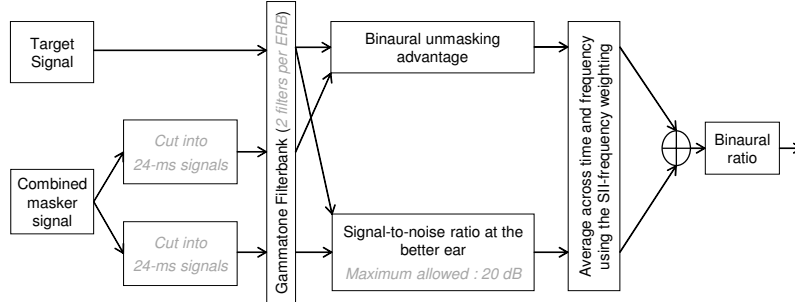 Target
Signal
Combined
masker
signal
Cut into
24-ms signals
Cut into
24-ms signals
Gammatone Filterbank (2 filters per ERB)
Binaural unmasking
advantage
Signal-to-noise ratio at the
better ear
Maximum allowed : 20 dB
Average across time and frequency
using the SII-frequency weighting
Binaural
ratio